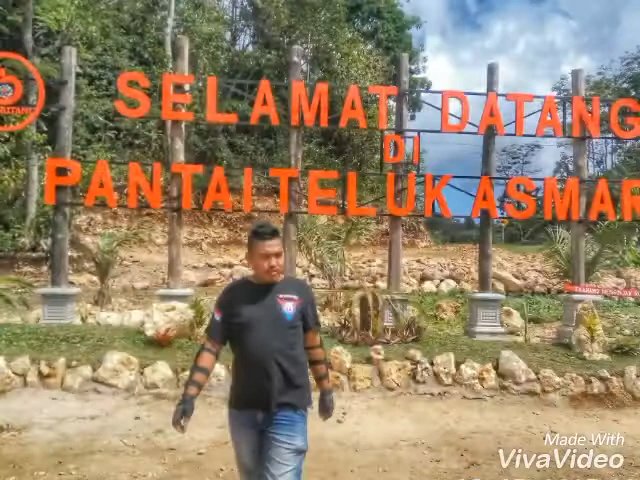 SELAMAT DATANG
DI
PANTAI TELUK ASMAR
Made With
VivaVideo